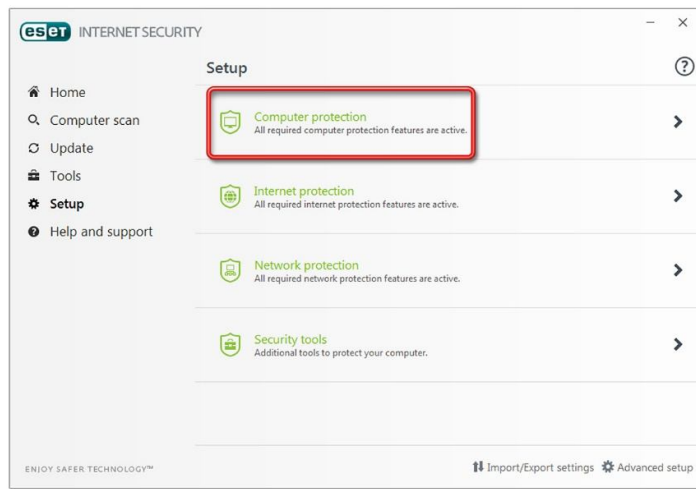 eset INTERNET SECURITY
Setup
Home
Computer scan
Update
Tools
Setup
Help and support
Computer protection
All required computer protection features are active.
Internet protection
All required internet protection features are active.
Network protection
All required network protection features are active.
Security tools
Additional tools to protect your computer.
ENJOY SAFER TECHNOLOGY™
Import/Export settings Advanced setup